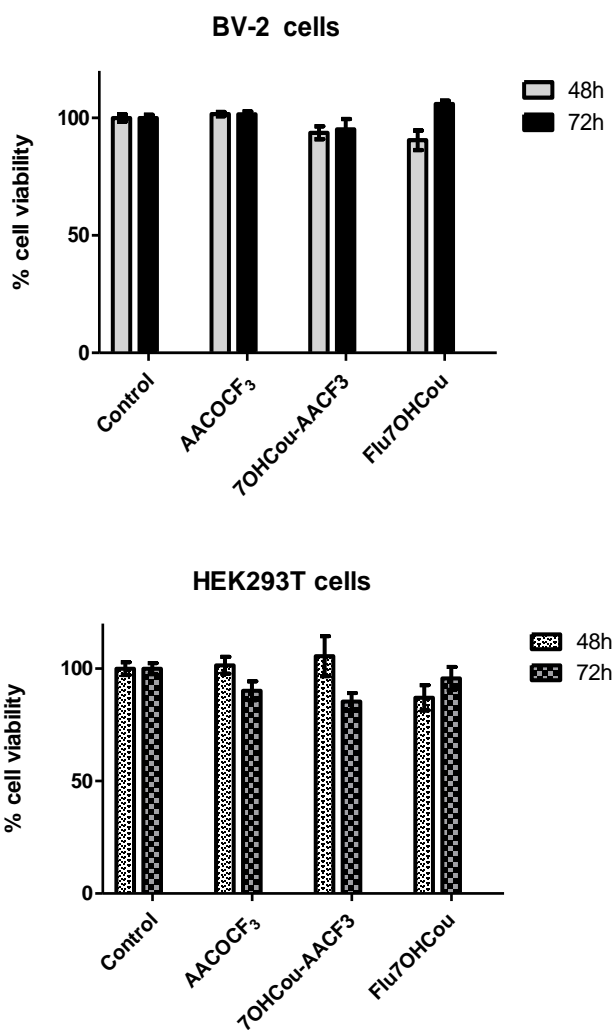 BV-2 cells
% cell viability
100
50
0
48h
72h
Control
AACOCF₃
7OHCou-AACF3
Flu7OHCou
HEK293T cells
% cell viability
100
50
0
48h
72h
Control
AACOCF₃
7OHCou-AACF3
Flu7OHCou